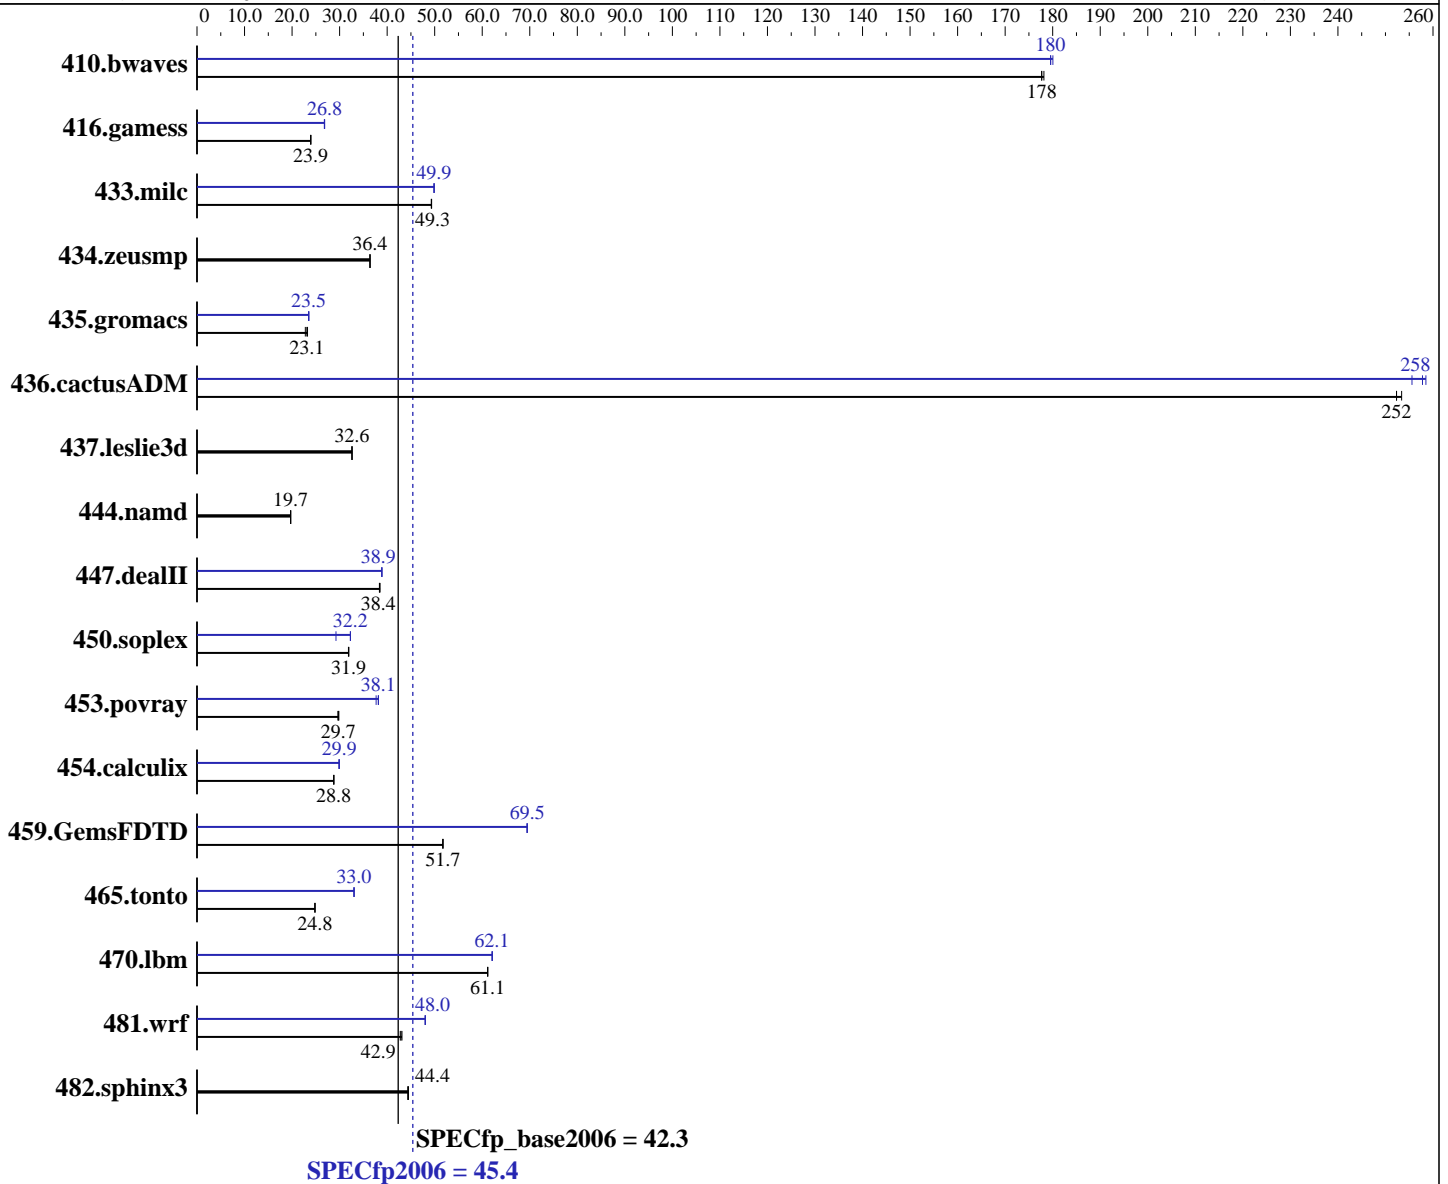 0 10.0 20.0 30.0 40.0 50.0 60.0 70.0 80.0 90.0 100 110 120 130 140 150 160 170 180 190 200 210 220 230 240 260
410.bwaves 180
178
416.gamess 26.8
23.9
433.milc 49.9
49.3
434.zeusmp 36.4
435.gromacs 23.5
23.1
436.cactusADM 258
252
437.leslie3d 32.6
444.namd 19.7
447.dealII 38.9
38.4
450.soplex 32.2
31.9
453.povray 38.1
29.7
454.calculix 29.9
28.8
459.GemsFDTD 69.5
51.7
465.tonto 33.0
24.8
470.lbm 62.1
61.1
481.wrf 48.0
42.9
482.sphinx3 44.4
SPECfp_base2006 = 42.3
SPECfp2006 = 45.4